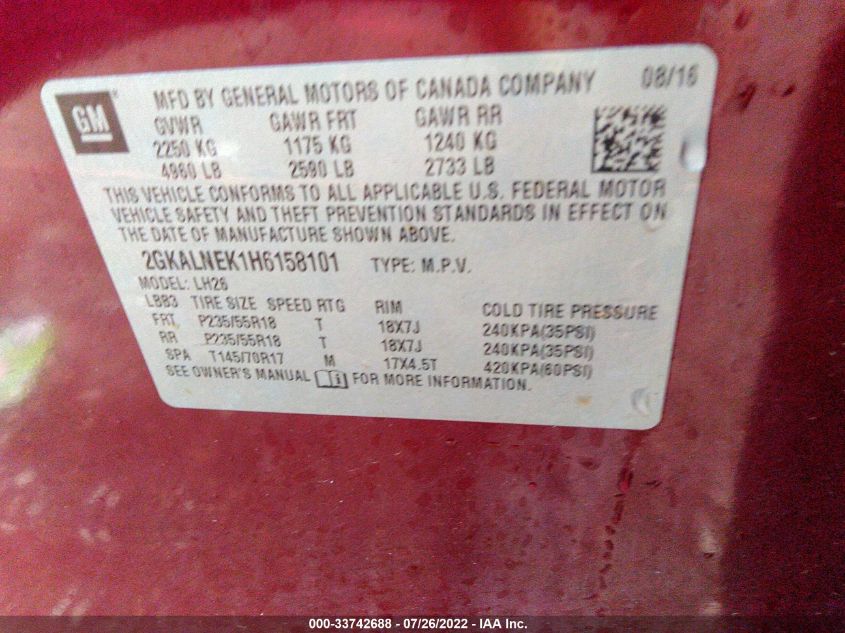 MFD BY GENERAL MOTORS OF CANADA COMPANY 08/16
GM
GVWR GAWR FRT GAWR RR
2250 KG 1175 KG 1240 KG
4960 LB 2590 LB 2733 LB
THIS VEHICLE CONFORMS TO ALL APPLICABLE U.S. FEDERAL MOTOR
VEHICLE SAFETY AND THEFT PREVENTION STANDARDS IN EFFECT ON
THE DATE OF MANUFACTURE SHOWN ABOVE.
2GKALNEK1H6158101 TYPE: M.P.V.
MODEL: LH26
LBB3 TIRE SIZE SPEED RTG RIM COLD TIRE PRESSURE
FRT P235/55R18 T 18X7J 240KPA(35PSI)
RR P235/55R18 T 18X7J 240KPA(35PSI)
SPA T145/70R17 M 17X4.5T 420KPA(60PSI)
SEE OWNER'S MANUAL FOR MORE INFORMATION.
000-33742688 - 07/26/2022 - IAA Inc.